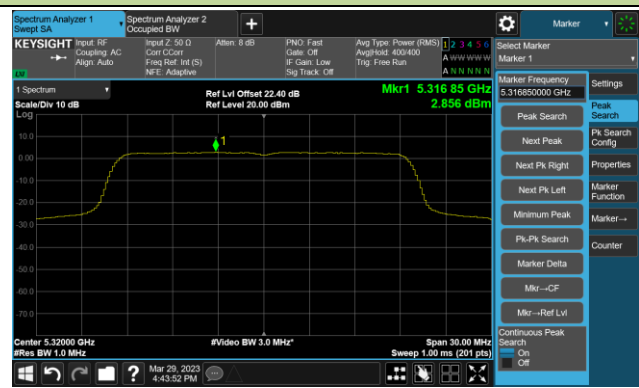 Spectrum Analyzer 1
Swept SA
Spectrum Analyzer 2
Occupied BW
+
Marker
KEYSIGHT
Input: RF
Coupling: AC
Align: Auto
Input Z: 50 Ω
Corr CCorr
Freq Ref: Int (S)
NFE: Adaptive
Atten: 8 dB
PNO: Fast
Gate: Off
IF Gain: Low
Sig Track: Off
Avg Type: Power (RMS)
Avg|Hold: 400/400
Trig: Free Run
1 2 3 4 5 6
A W W W W W
A N N N N N
LXI
Select Marker
Marker 1
1 Spectrum
Scale/Div 10 dB
Log
Ref Lvl Offset 22.40 dB
Ref Level 20.00 dBm
Mkr1 5.316 85 GHz
2.856 dBm
10.0
0.00
-10.0
-20.0
-30.0
-40.0
-50.0
-60.0
-70.0
1
Center 5.32000 GHz
#Res BW 1.0 MHz
#Video BW 3.0 MHz*
Span 30.00 MHz
Sweep 1.00 ms (201 pts)
Marker Frequency
5.316850000 GHz
Peak Search
Next Peak
Next Pk Right
Next Pk Left
Minimum Peak
Pk-Pk Search
Marker Delta
Mkr→CF
Mkr→Ref Lvl
Continuous Peak
Search
On
Off
Settings
Peak
Search
Pk Search
Config
Properties
Marker
Function
Marker→
Counter
?
Mar 29, 2023
4:43:52 PM